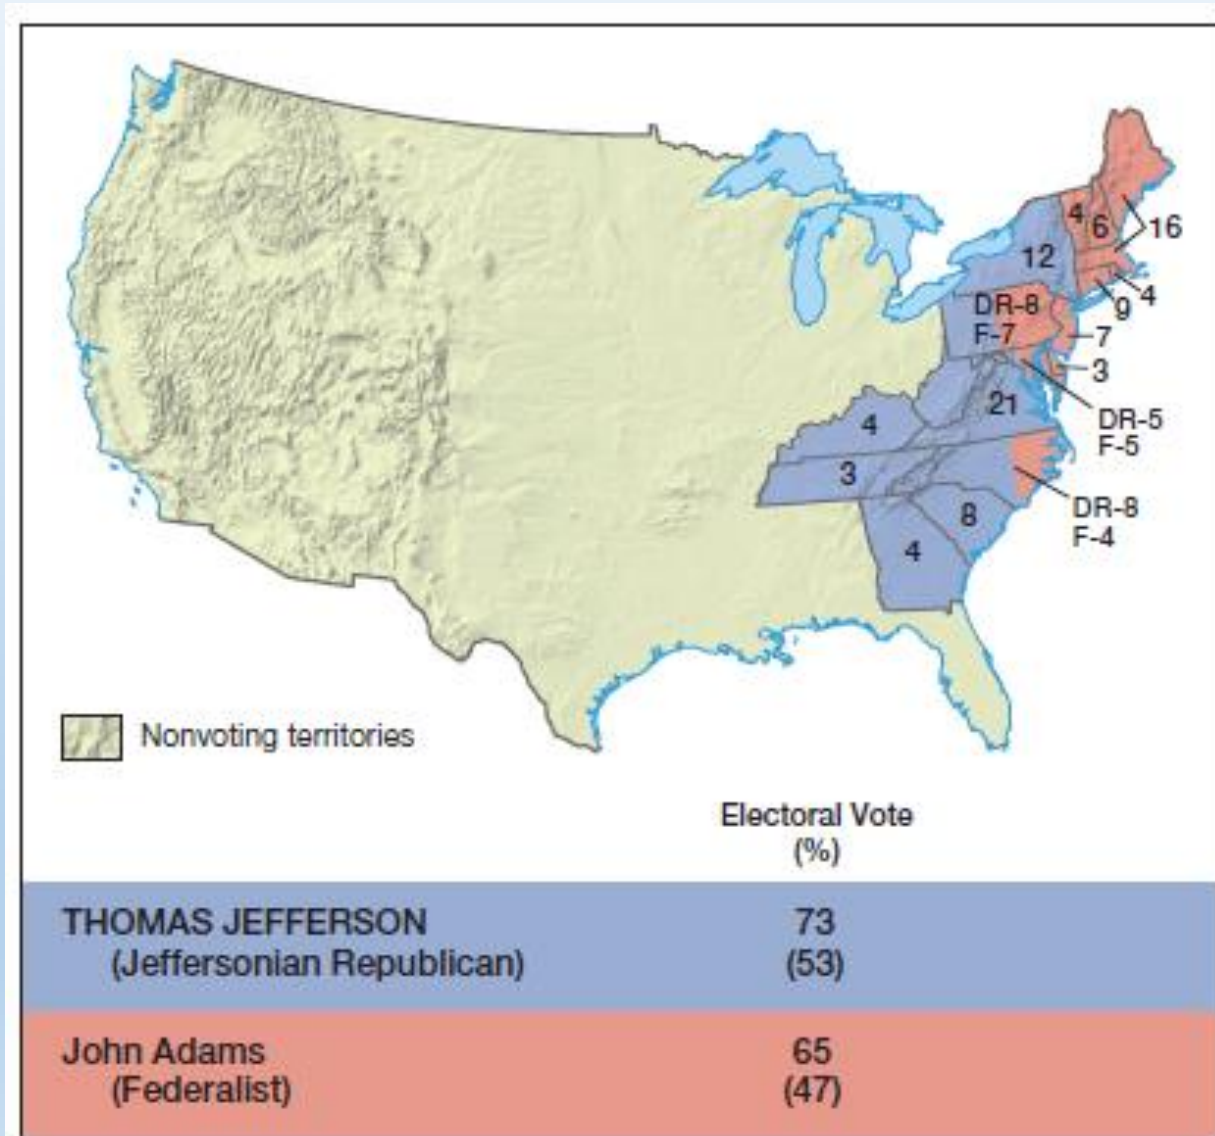 4
6
16
12
4
9
DR-8
F-7
7
3
21
DR-5
F-5
4
3
DR-8
F-4
8
4
Nonvoting territories
Electoral Vote
(%)
THOMAS JEFFERSON 73
(Jeffersonian Republican) (53)
John Adams 65
(Federalist) (47)